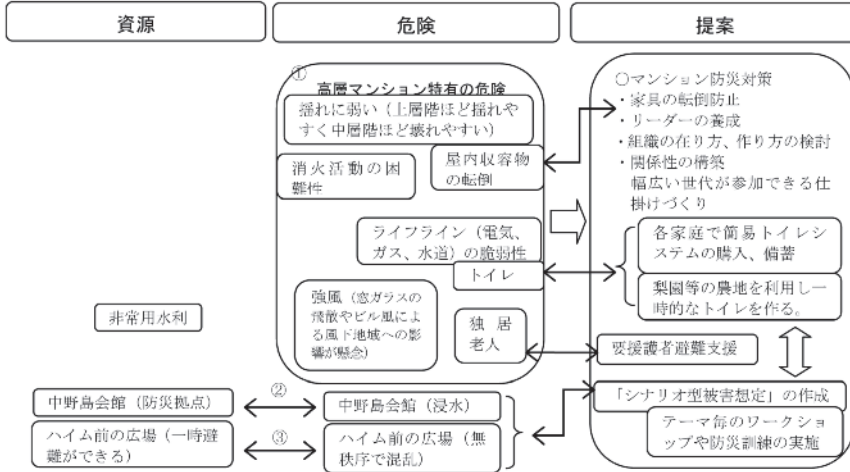 資源
危険
提案
①
高層マンション特有の危険
揺れに弱い（上層階ほど揺れや
すく中層階ほど壊れやすい）
消火活動の困
難性
屋内収容物
の転倒
ライフライン（電気、
ガス、水道）の脆弱性
トイレ
強風（窓ガラスの
飛散やビル風によ
る風下地域への影
響が懸念）
独居
老人
○マンション防災対策
・家具の転倒防止
・リーダーの養成
・組織の在り方、作り方の検討
・関係性の構築
幅広い世代が参加できる仕
掛けづくり
各家庭で簡易トイレシ
ステムの購入、備蓄
梨園等の農地を利用し一
時的なトイレを作る。
要援護者避難支援
非常用水利
中野島会館（防災拠点）
②
中野島会館（浸水）
ハイム前の広場（一時避
難ができる）
③
ハイム前の広場（無
秩序で混乱）
「シナリオ型被害想定」の作成
テーマ毎のワークショ
ップや防災訓練の実施